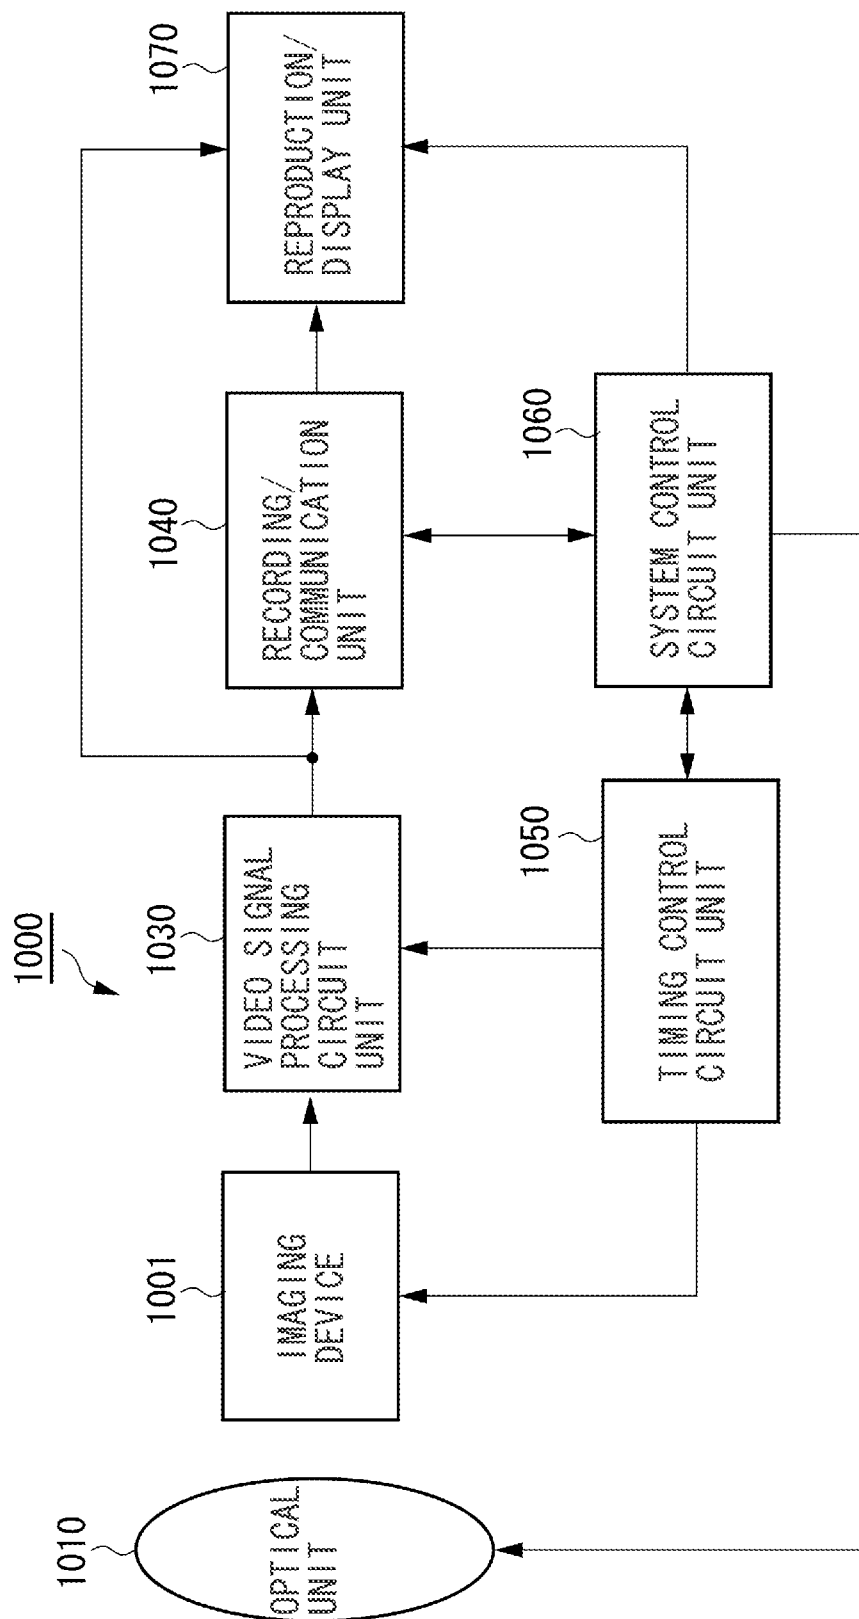 1000
1010
OPTICAL
UNIT
1001
IMAGING
DEVICE
1030
VIDEO SIGNAL
PROCESSING
CIRCUIT
UNIT
1040
RECORDING/
COMMUNICATION
UNIT
1070
REPRODUCTION/
DISPLAY UNIT
1050
TIMING CONTROL
CIRCUIT UNIT
1060
SYSTEM CONTROL
CIRCUIT UNIT